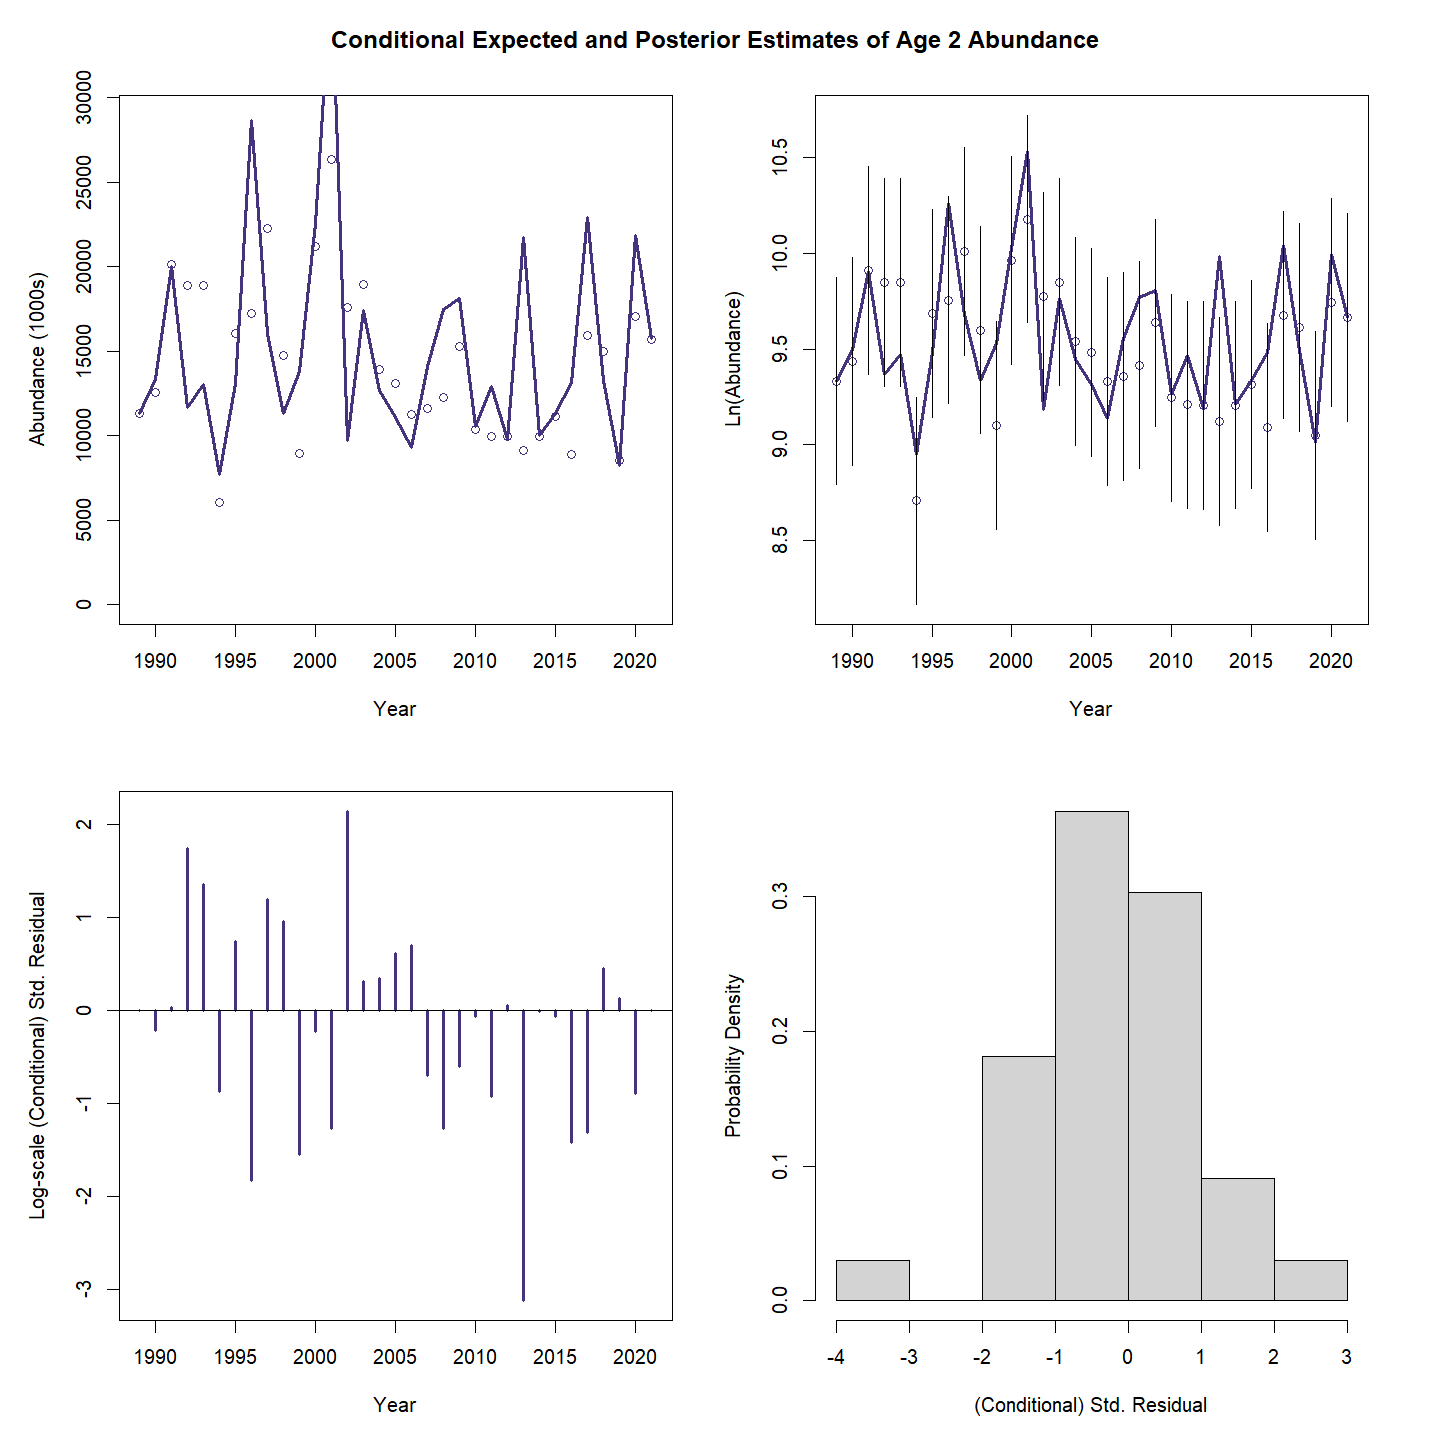 Conditional Expected and Posterior Estimates of Age 2 Abundance
Abundance (1000s)
30000
25000
20000
15000
10000
5000
0
1990 1995 2000 2005 2010 2015 2020
Year
Ln(Abundance)
10.5
10.0
9.5
9.0
8.5
1990 1995 2000 2005 2010 2015 2020
Year
Log-scale (Conditional) Std. Residual
2
1
0
-1
-2
-3
1990 1995 2000 2005 2010 2015 2020
Year
Probability Density
0.3
0.2
0.1
0.0
-4 -3 -2 -1 0 1 2 3
(Conditional) Std. Residual